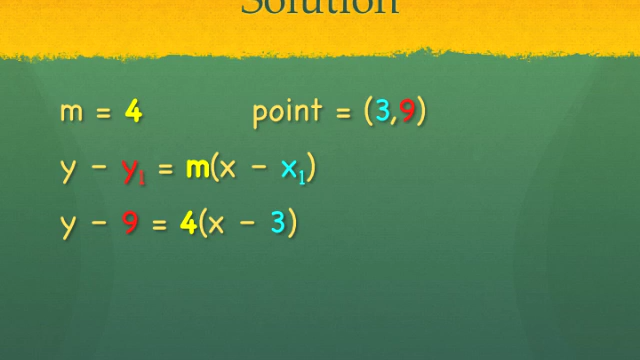 Solution
m = 4 point = (3,9)
y - y₁ = m(x - x₁)
y - 9 = 4(x - 3)